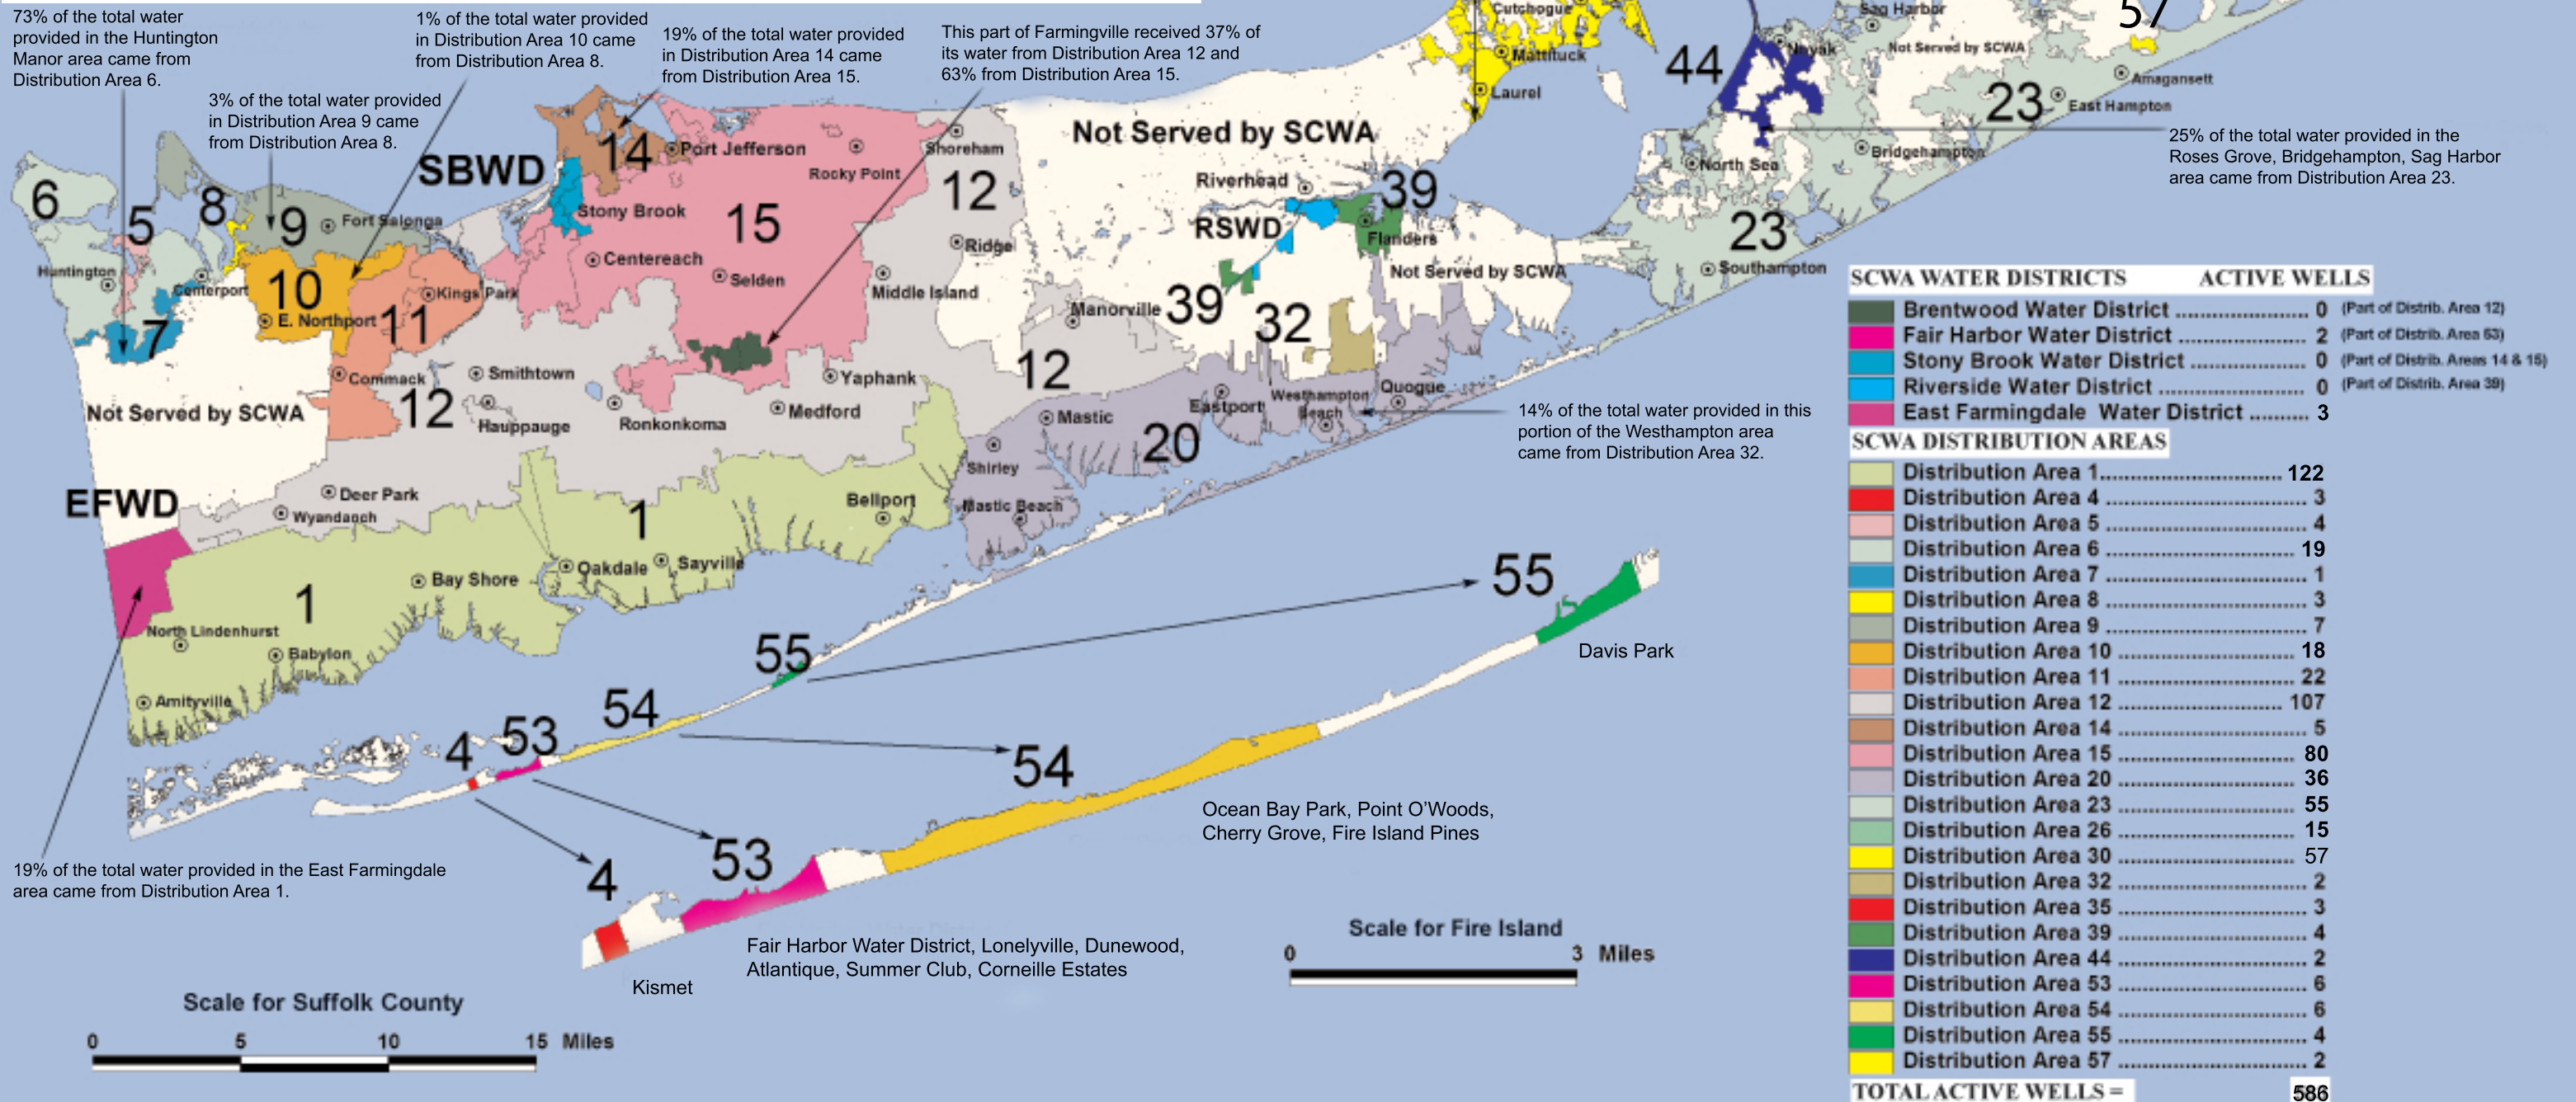 73% of the total water
provided in the Huntington
Manor area came from
Distribution Area 6.
3% of the total water provided
in Distribution Area 9 came
from Distribution Area 8.
1% of the total water provided
in Distribution Area 10 came
from Distribution Area 8.
19% of the total water provided
in Distribution Area 14 came
from Distribution Area 15.
This part of Farmingville received 37% of
its water from Distribution Area 12 and
63% from Distribution Area 15.
Cutchogue
Mattituck
Laurel
44
Sag Harbor
Noyak
Not Served by SCWA
57
Amagansett
23
East Hampton
25% of the total water provided in the
Roses Grove, Bridgehampton, Sag Harbor
area came from Distribution Area 23.
Bridgehampton
North Sea
23
Southampton
6
5
8
9
Fort Salonga
SBWD
14
Port Jefferson
Rocky Point
Shoreham
12
Not Served by SCWA
Riverhead
39
RSWD
Flanders
Not Served by SCWA
Stony Brook
15
Centereach
Selden
Ridge
Middle Island
Huntington
Centerport
10
E. Northport
Kings Park
11
7
Manorville
39
32
Commack
12
Smithtown
Hauppauge
Ronkonkoma
Yaphank
Medford
12
Not Served by SCWA
Mastic
Eastport
Westhampton
Beach
Quogue
14% of the total water provided in this
portion of the Westhampton area
came from Distribution Area 32.
20
Shirley
Mastic Beach
EFWD
Deer Park
Wyandanch
1
Bellport
Oakdale
Sayville
Bay Shore
1
North Lindenhurst
Babylon
Amityville
55
55
Davis Park
54
53
4
54
Ocean Bay Park, Point O'Woods,
Cherry Grove, Fire Island Pines
53
4
19% of the total water provided in the East Farmingdale
area came from Distribution Area 1.
Fair Harbor Water District, Lonelyville, Dunewood,
Atlantique, Summer Club, Corneille Estates
Kismet
Scale for Fire Island
0 3 Miles
Scale for Suffolk County
0 5 10 15 Miles
SCWA WATER DISTRICTS ACTIVE WELLS
Brentwood Water District ........................ 0 (Part of Distrib. Area 12)
Fair Harbor Water District ....................... 2 (Part of Distrib. Area 53)
Stony Brook Water District ..................... 0 (Part of Distrib. Areas 14 & 15)
Riverside Water District ........................... 0 (Part of Distrib. Area 39)
East Farmingdale Water District .......... 3
SCWA DISTRIBUTION AREAS
Distribution Area 1................................. 122
Distribution Area 4 .................................. 3
Distribution Area 5 .................................. 4
Distribution Area 6 .................................. 19
Distribution Area 7 .................................. 1
Distribution Area 8 .................................. 3
Distribution Area 9 .................................. 7
Distribution Area 10 ................................ 18
Distribution Area 11 ................................ 22
Distribution Area 12 .............................. 107
Distribution Area 14 ................................ 5
Distribution Area 15 ................................ 80
Distribution Area 20 ................................ 36
Distribution Area 23 ................................ 55
Distribution Area 26 ................................ 15
Distribution Area 30 ................................ 57
Distribution Area 32 ................................ 2
Distribution Area 35 ................................ 3
Distribution Area 39 ................................ 4
Distribution Area 44 ................................ 2
Distribution Area 53 ................................ 6
Distribution Area 54 ................................ 6
Distribution Area 55 ................................ 4
Distribution Area 57 ................................ 2
TOTAL ACTIVE WELLS = 586